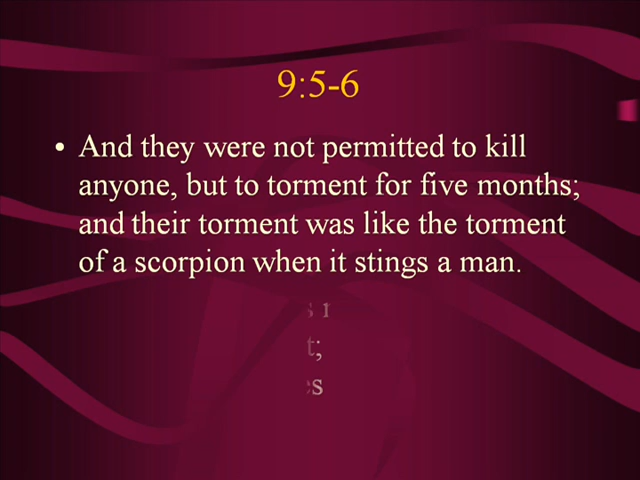 9:5-6
• And they were not permitted to kill
anyone, but to torment for five months;
and their torment was like the torment
of a scorpion when it stings a man.